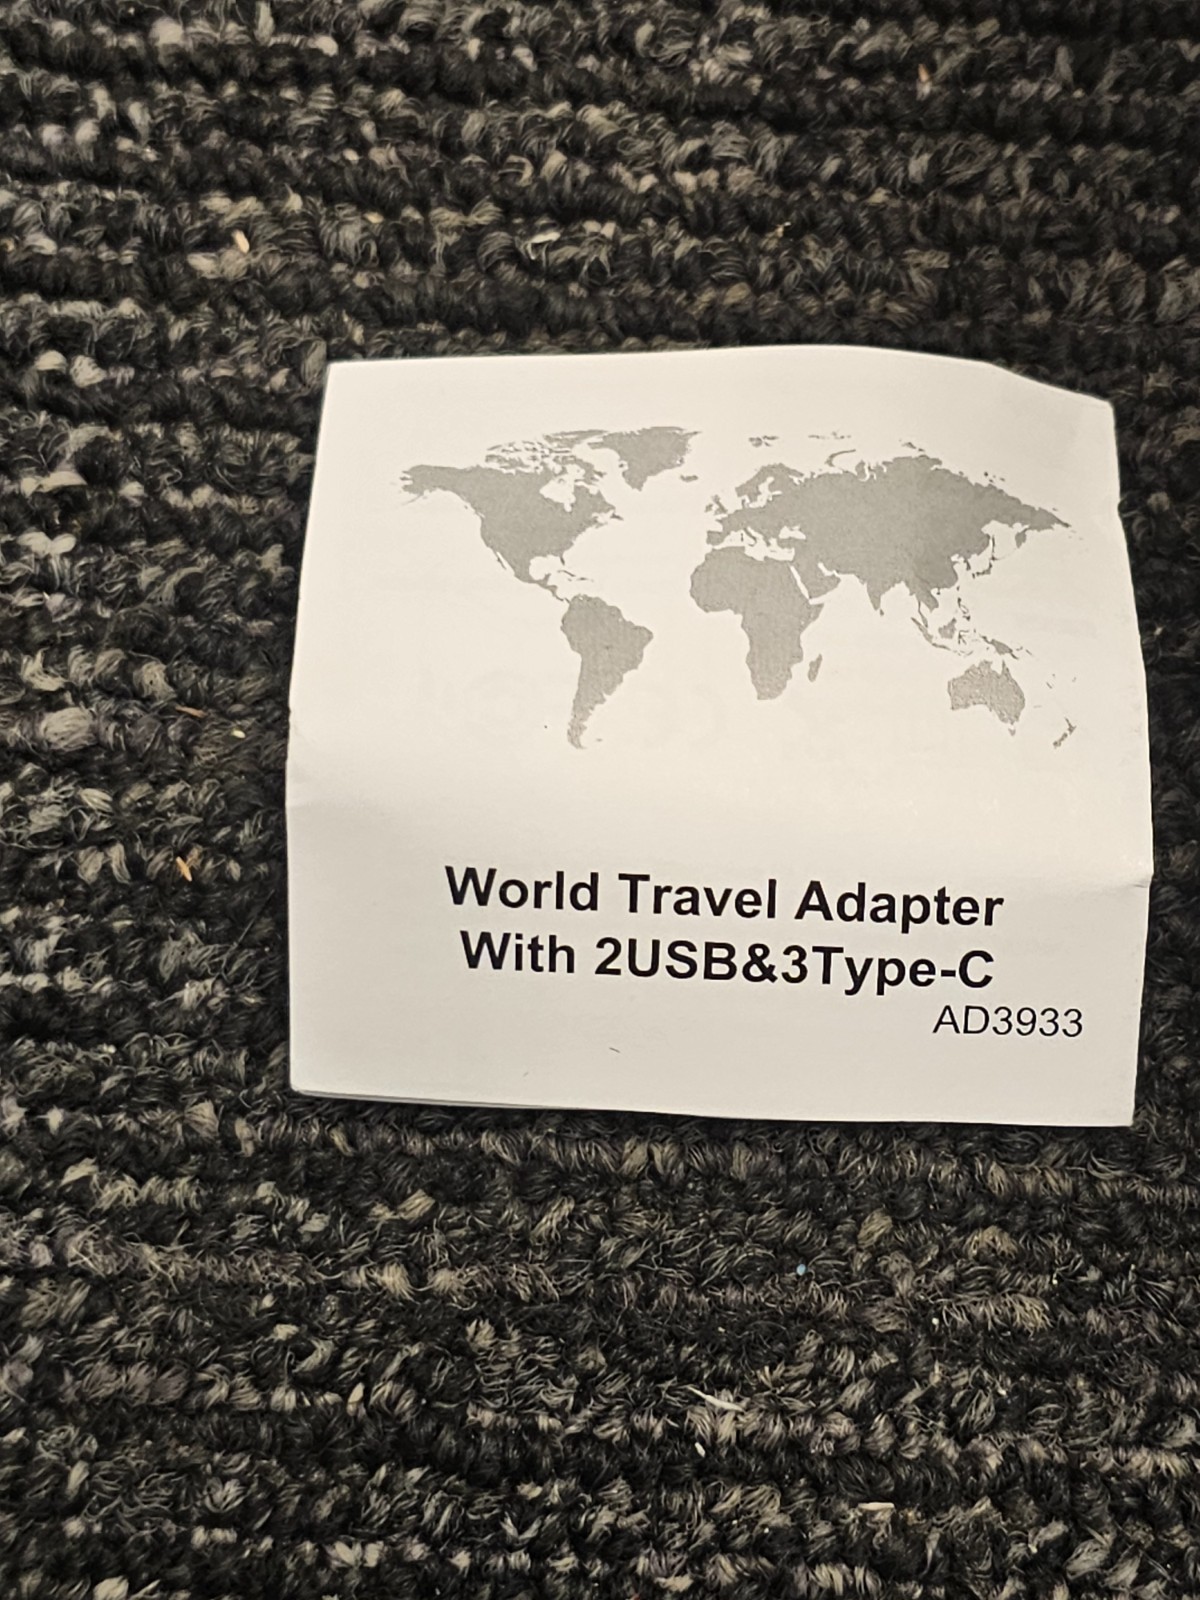 World Travel Adapter
With 2USB&3Type-C
AD3933